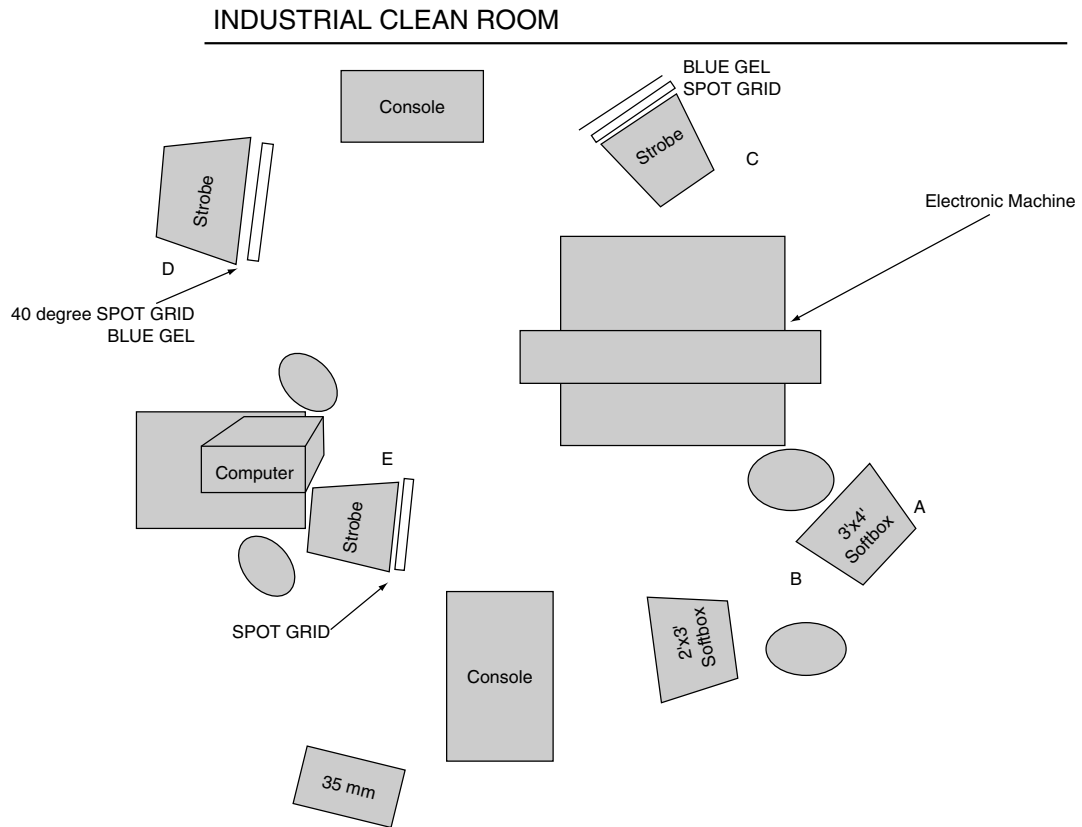 INDUSTRIAL CLEAN ROOM
BLUE GEL
SPOT GRID
Console
Strobe
C
Strobe
Electronic Machine
D
40 degree SPOT GRID
BLUE GEL
E
Computer
A
3'x4'
Softbox
Strobe
B
SPOT GRID
2'x3'
Softbox
Console
35 mm